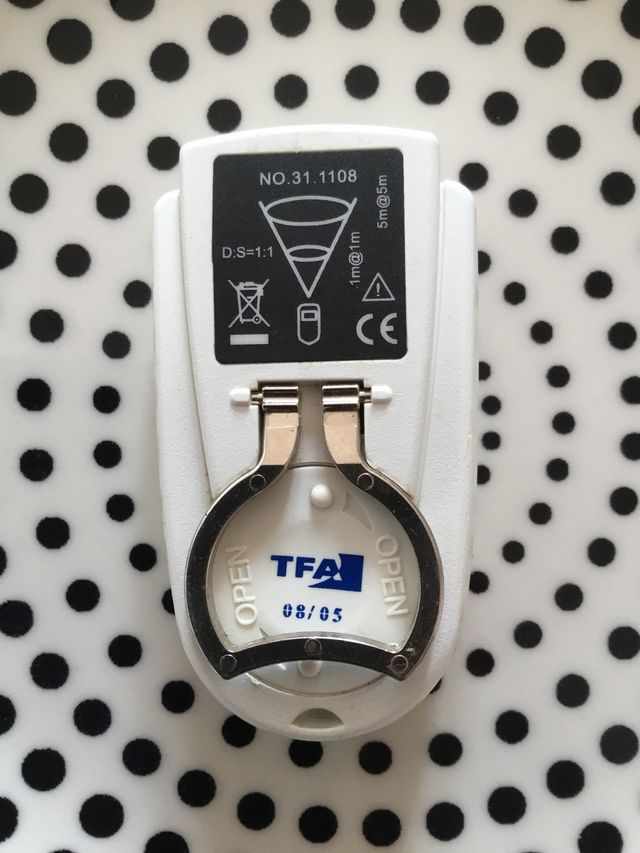 NO.31.1108
5m@5m
D:S=1:1
1m@1m
CE
OPEN
OPEN
TFA
08/05